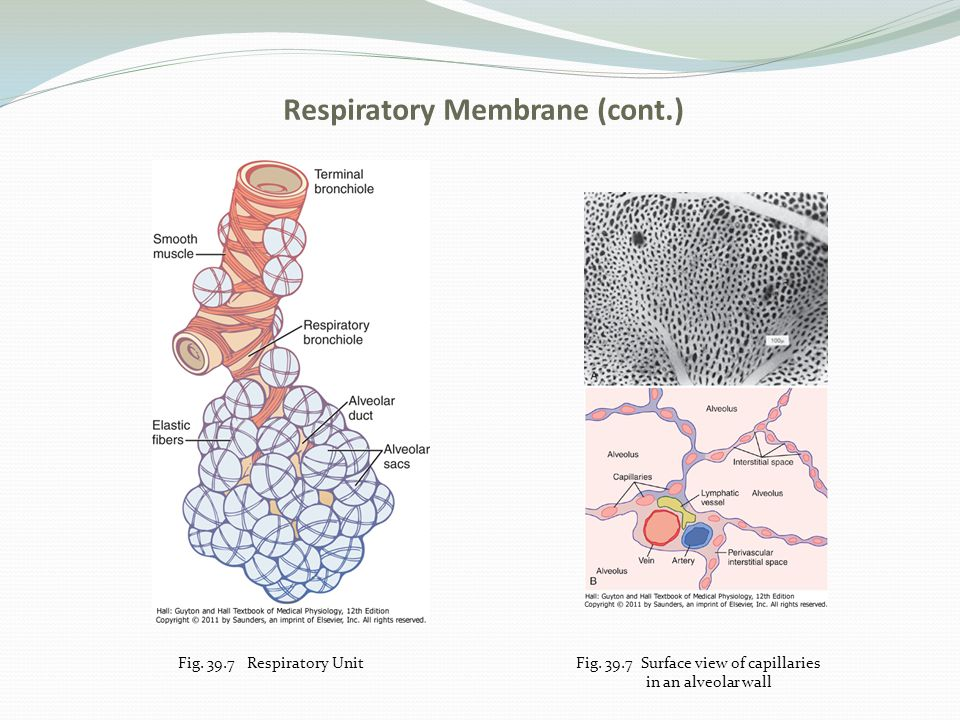 Respiratory Membrane (cont.)
Terminal
bronchiole
Smooth
muscle
Respiratory
bronchiole
Alveolar
duct
Elastic
fibers
Alveolar
sacs
Hall: Guyton and Hall Textbook of Medical Physiology, 12th Edition
Copyright © 2011 by Saunders, an imprint of Elsevier, Inc. All rights reserved.
Fig. 39.7 Respiratory Unit
100µ
A
Alveolus
Alveolus
Interstitial space
Capillaries
Lymphatic
vessel
Alveolus
Vein
Artery
Perivascular
interstitial space
Alveolus
B
Hall: Guyton and Hall Textbook of Medical Physiology, 12th Edition
Copyright © 2011 by Saunders, an imprint of Elsevier, Inc. All rights reserved.
Fig. 39.7 Surface view of capillaries
in an alveolar wall